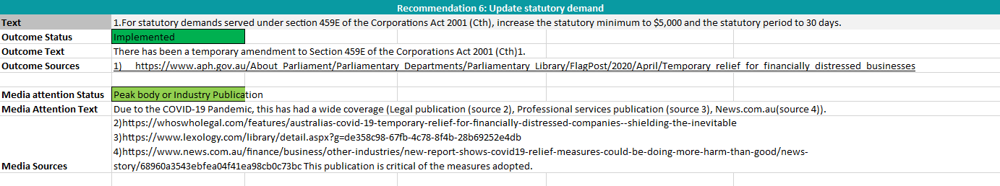 Recommendation 6: Update statutory demand
Text 1.For statutory demands served under section 459E of the Corporations Act 2001 (Cth), increase the statutory minimum to $5,000 and the statutory period to 30 days.
Outcome Status Implemented
Outcome Text There has been a temporary amendment to Section 459E of the Corporations Act 2001 (Cth)1.
Outcome Sources 1) https://www.aph.gov.au/About_Parliament/Parliamentary_Departments/Parliamentary_Library/FlagPost/2020/April/Temporary_relief_for_financially_distressed_businesses
Media attention Status Peak body or Industry Publication
Media Attention Text Due to the COVID-19 Pandemic, this has had a wide coverage (Legal publication (source 2), Professional services publication (source 3), News.com.au(source 4)).
2)https://whoswholegal.com/features/australias-covid-19-temporary-relief-for-financially-distressed-companies--shielding-the-inevitable
3)https://www.lexology.com/library/detail.aspx?g=de358c98-67fb-4c78-8f4b-28b69252e4db
4)https://www.news.com.au/finance/business/other-industries/new-report-shows-covid19-relief-measures-could-be-doing-more-harm-than-good/news-
Media Sources story/68960a3543ebfea04f41ea98cb0c73bc This publication is critical of the measures adopted.